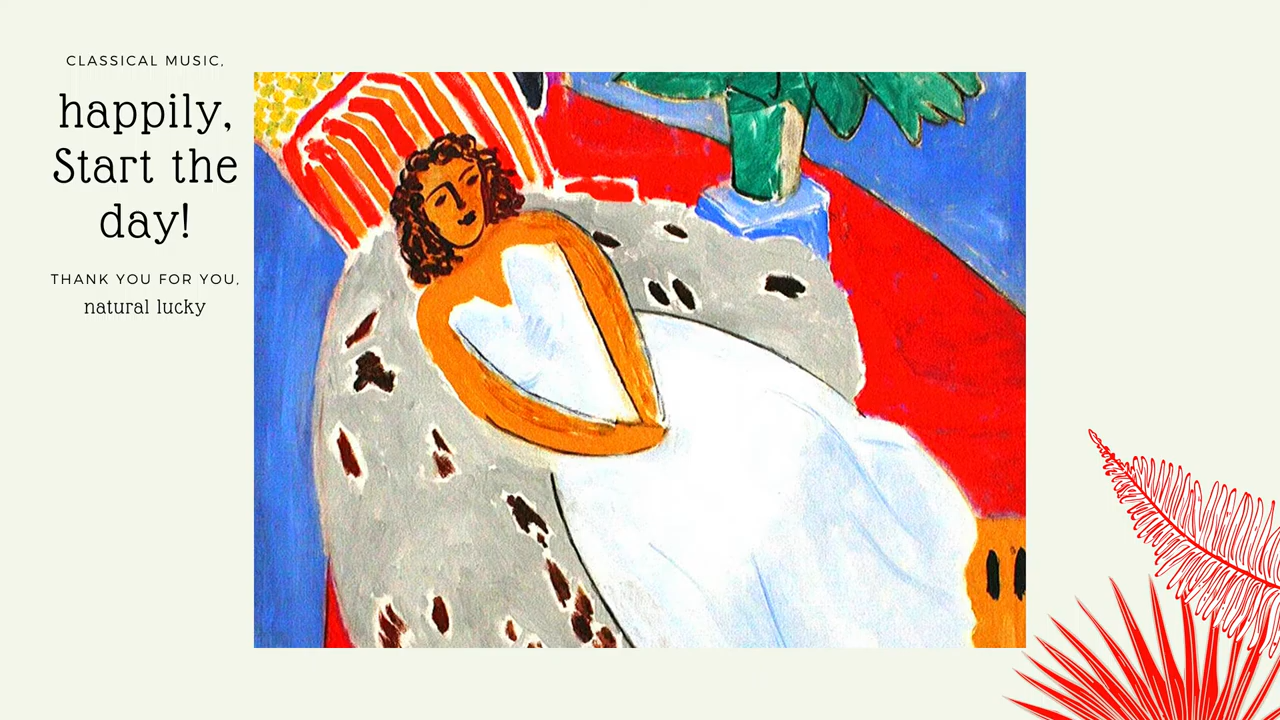 CLASSICAL MUSIC,
happily,
Start the
day!
THANK YOU FOR YOU,
natural lucky